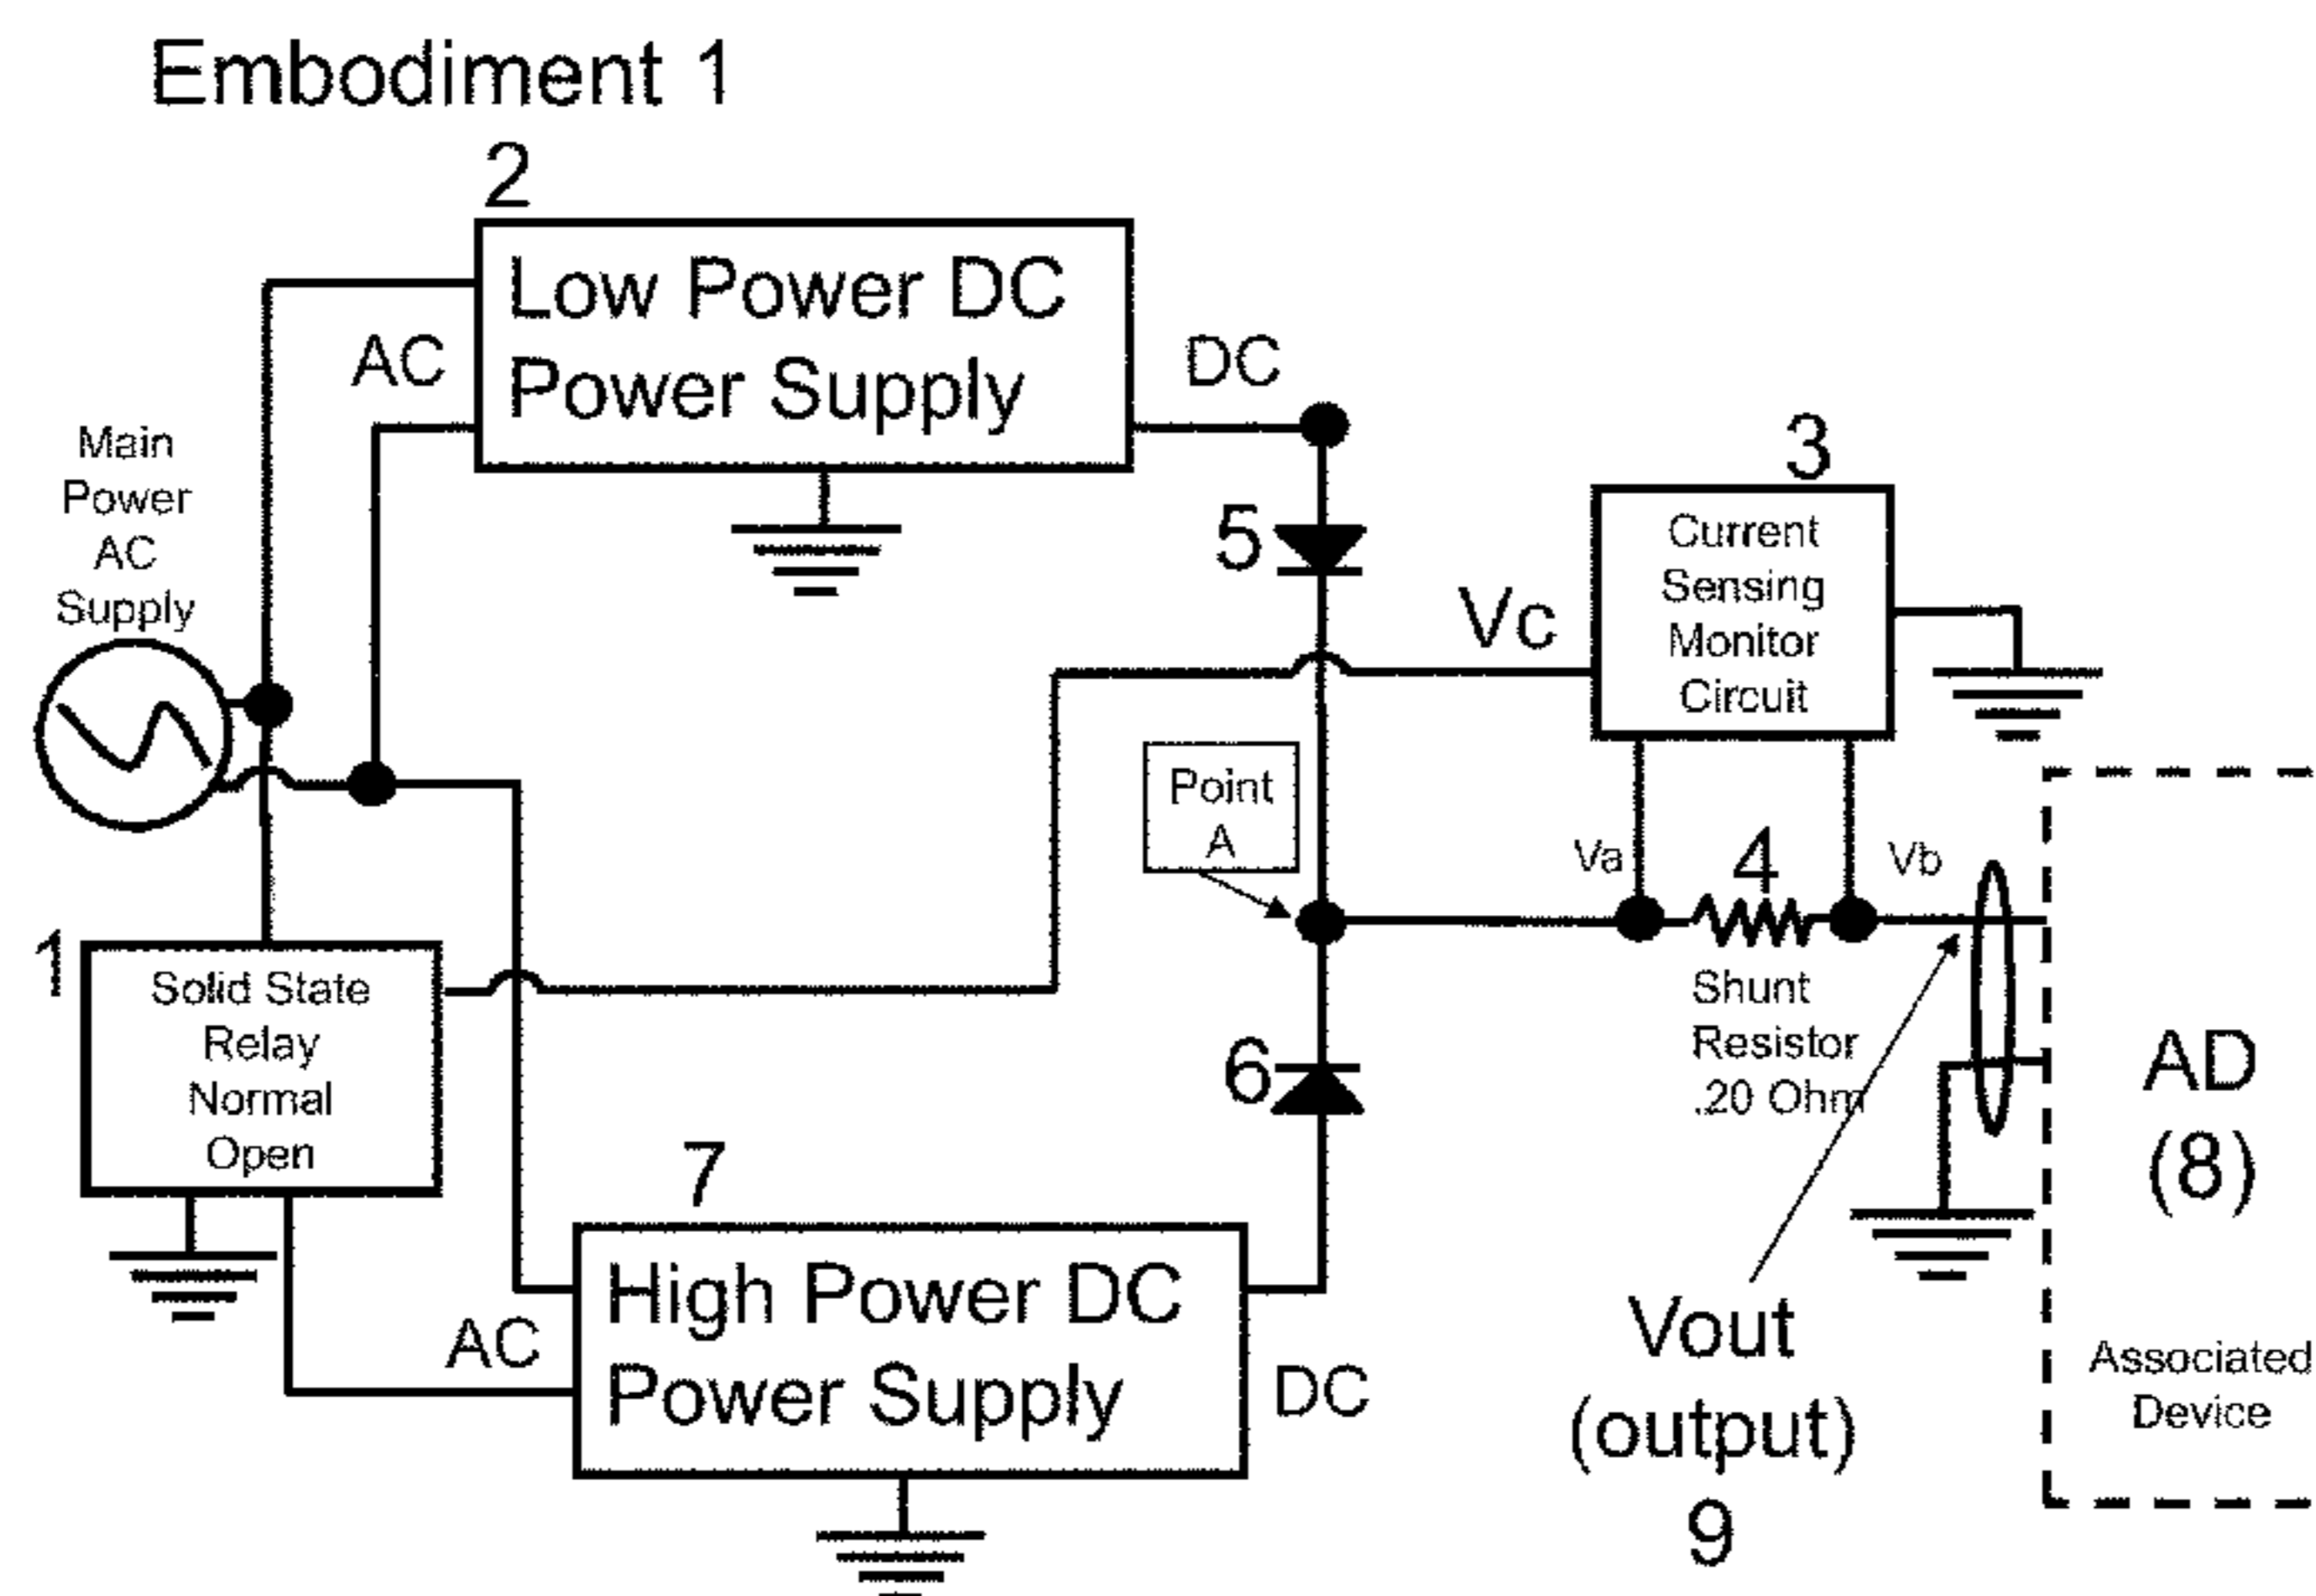 Embodiment 1
2
Low Power DC
Power Supply
AC
DC
Main
Power
AC
Supply
5
3
Current
Sensing
Monitor
Circuit
Vc
Point
A
Va
4
Vb
Shunt
Resistor
.20 Ohm
1
Solid State
Relay
Normal
Open
6
7
High Power DC
Power Supply
AC
DC
AD
(8)
Associated
Device
Vout
(output)
9